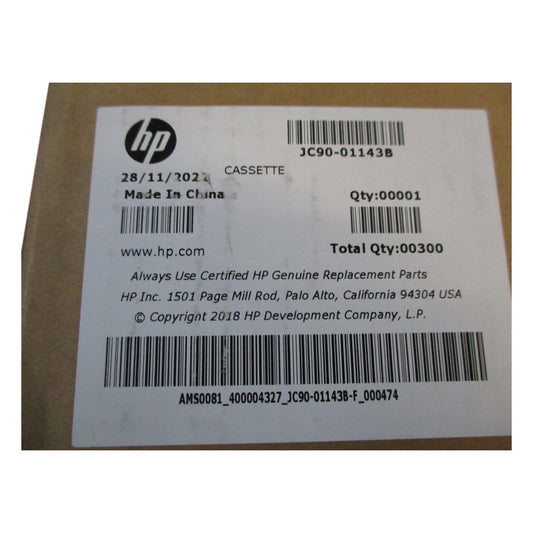 hp
JC90-01143B
28/11/2022 CASSETTE
Made In China Qty:00001
www.hp.com Total Qty:00300
Always Use Certified HP Genuine Replacement Parts
HP Inc. 1501 Page Mill Rod, Palo Alto, California 94304 USA
© Copyright 2018 HP Development Company, L.P.
AMS0081_400004327_JC90-01143B-F_000474